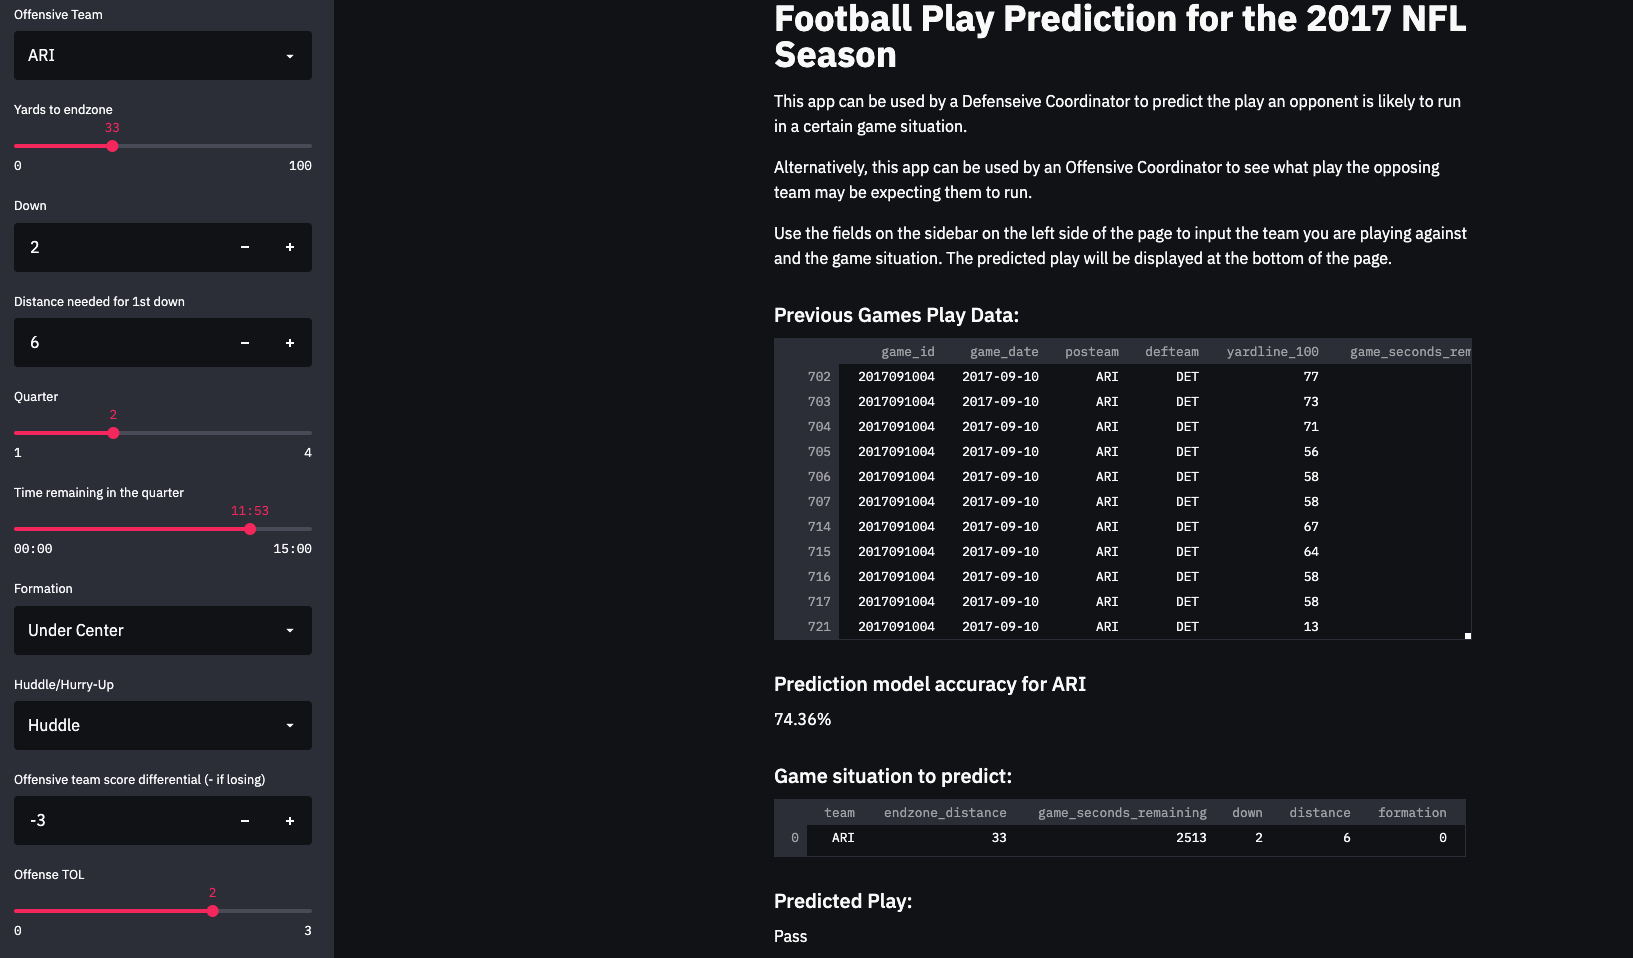 Offensive Team
ARI
Yards to endzone
33
0 100
Down
2 − +
Distance needed for 1st down
6 − +
Quarter
2
1 4
Time remaining in the quarter
11:53
00:00 15:00
Formation
Under Center
Huddle/Hurry-Up
Huddle
Offensive team score differential (- if losing)
-3 − +
Offense TOL
2
0 3
Football Play Prediction for the 2017 NFL
Season
This app can be used by a Defenseive Coordinator to predict the play an opponent is likely to run
in a certain game situation.
Alternatively, this app can be used by an Offensive Coordinator to see what play the opposing
team may be expecting them to run.
Use the fields on the sidebar on the left side of the page to input the team you are playing against
and the game situation. The predicted play will be displayed at the bottom of the page.
Previous Games Play Data:
game_id game_date posteam defteam yardline_100 game_seconds_rem
702 2017091004 2017-09-10 ARI DET 77
703 2017091004 2017-09-10 ARI DET 73
704 2017091004 2017-09-10 ARI DET 71
705 2017091004 2017-09-10 ARI DET 56
706 2017091004 2017-09-10 ARI DET 58
707 2017091004 2017-09-10 ARI DET 58
714 2017091004 2017-09-10 ARI DET 67
715 2017091004 2017-09-10 ARI DET 64
716 2017091004 2017-09-10 ARI DET 58
717 2017091004 2017-09-10 ARI DET 58
721 2017091004 2017-09-10 ARI DET 13
Prediction model accuracy for ARI
74.36%
Game situation to predict:
team endzone_distance game_seconds_remaining down distance formation
0 ARI 33 2513 2 6 0
Predicted Play:
Pass